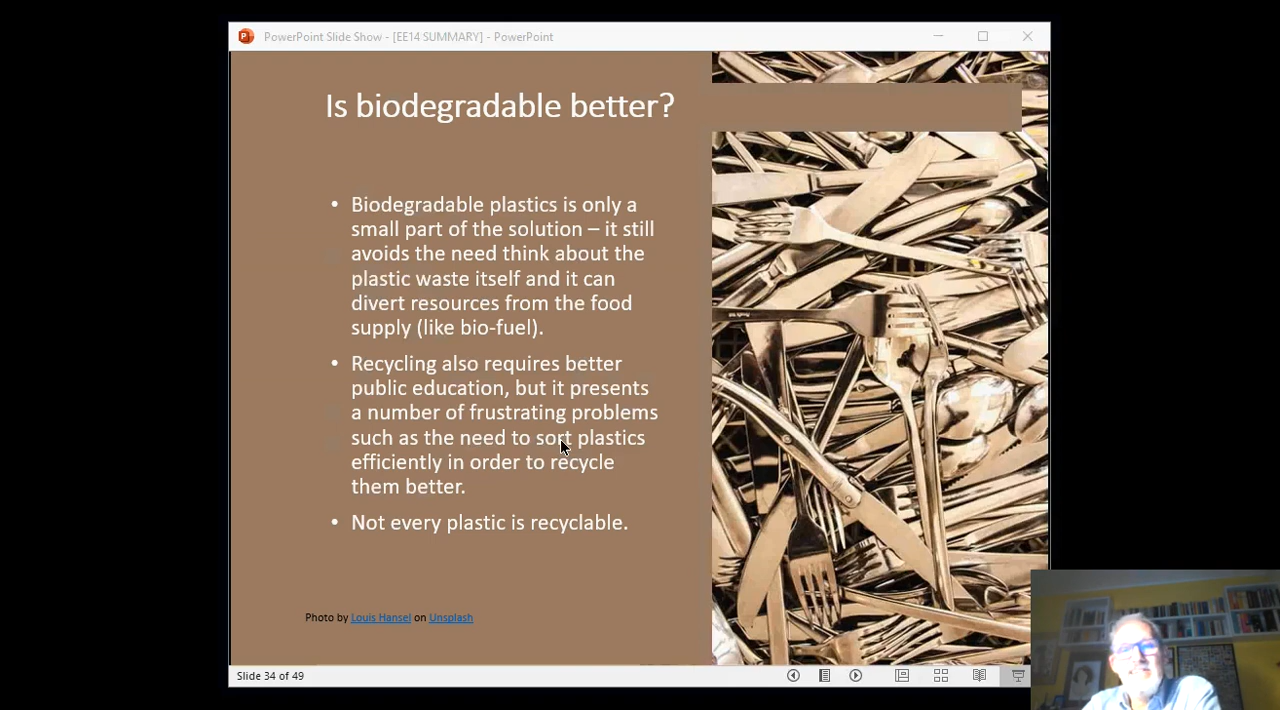 PowerPoint Slide Show - [EE14 SUMMARY] - PowerPoint
Is biodegradable better?
• Biodegradable plastics is only a
small part of the solution – it still
avoids the need think about the
plastic waste itself and it can
divert resources from the food
supply (like bio-fuel).
• Recycling also requires better
public education, but it presents
a number of frustrating problems
such as the need to sort plastics
efficiently in order to recycle
them better.
• Not every plastic is recyclable.
Photo by Louis Hansel on Unsplash
Slide 34 of 49